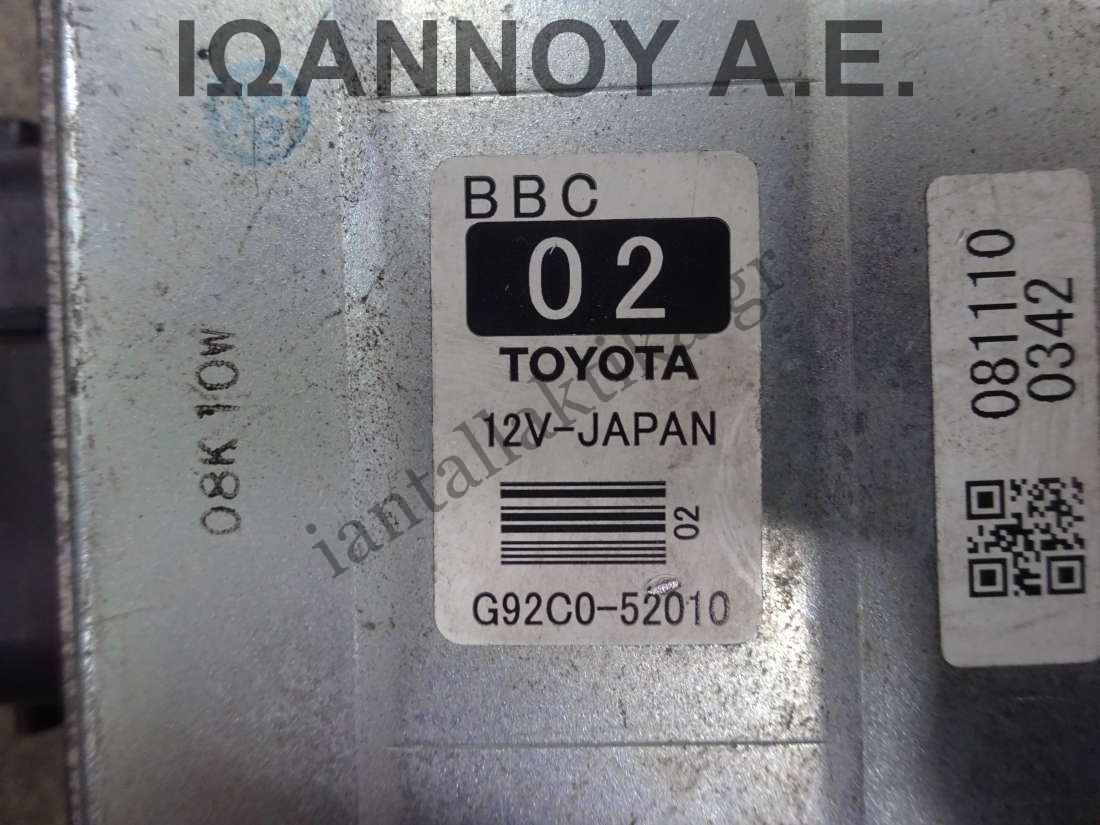 ΙΩΑΝΝΟΥ Α.Ε.
BBC
02
TOYOTA
12V-JAPAN
02
G92C0-52010
081110
0342
08K10W
iantallaktika.gr